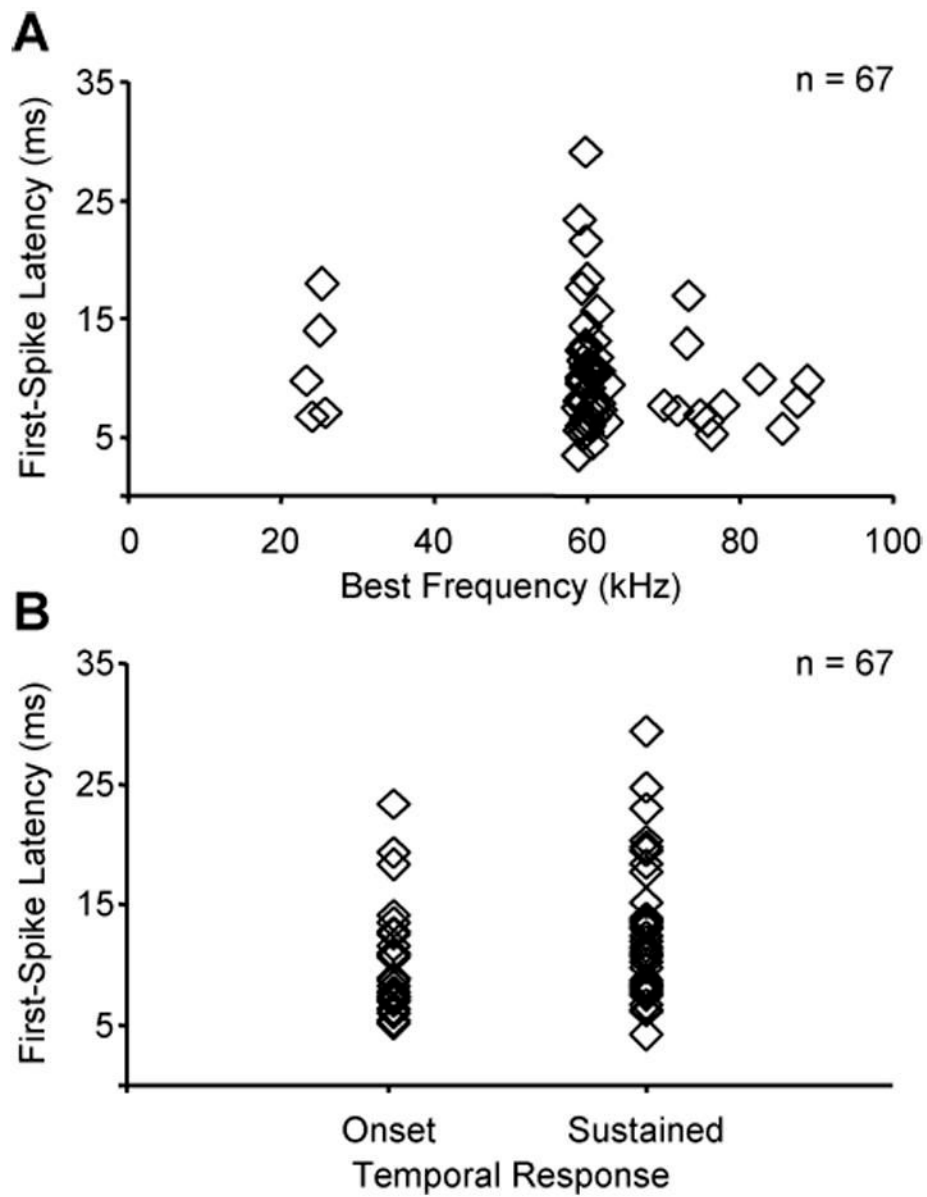 A
n = 67
35
25
15
5
First-Spike Latency (ms)
0 20 40 60 80 100
Best Frequency (kHz)
B
n = 67
35
25
15
5
First-Spike Latency (ms)
Onset Sustained
Temporal Response